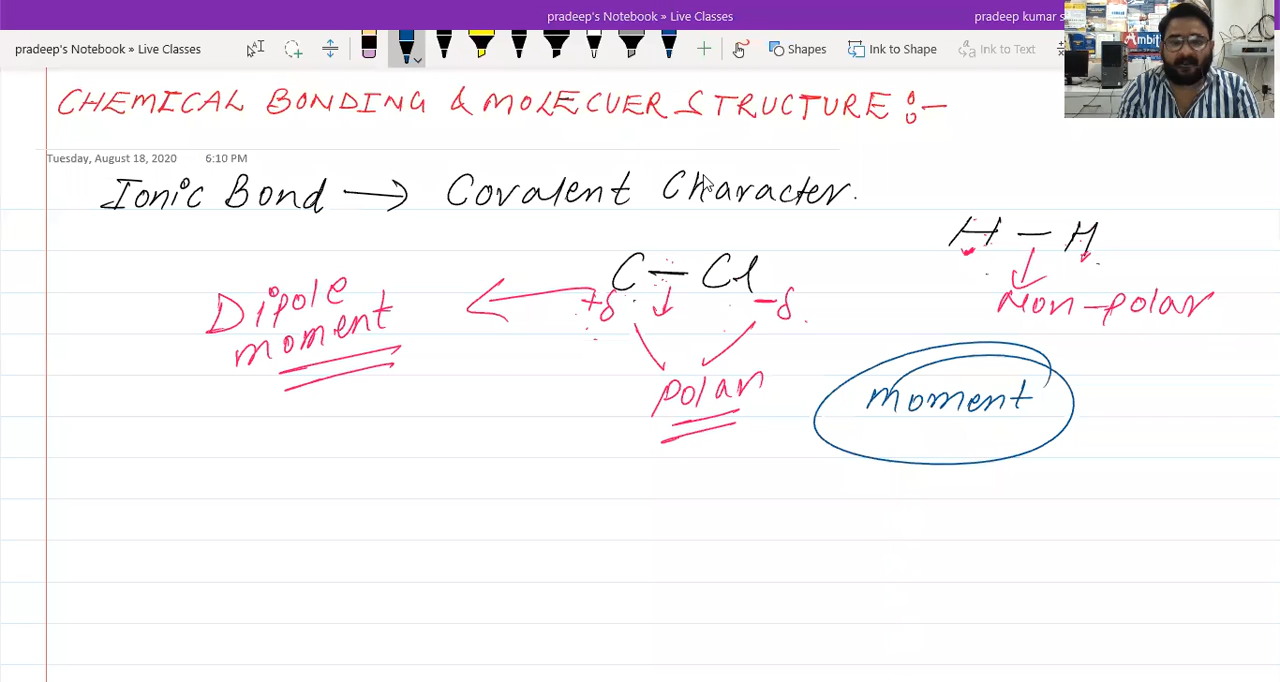 pradeep's Notebook » Live Classes
pradeep kumar s
pradeep's Notebook » Live Classes
Shapes
Ink to Shape
Ink to Text
Ambit
CHEMICAL BONDING & MOLECUER STRUCTURE :-
Tuesday, August 18, 2020 6:10 PM
Ionic Bond → Covalent Character.
H - H
C - Cl
+δ -δ
Non-polar
Dipole
moment
polar
moment